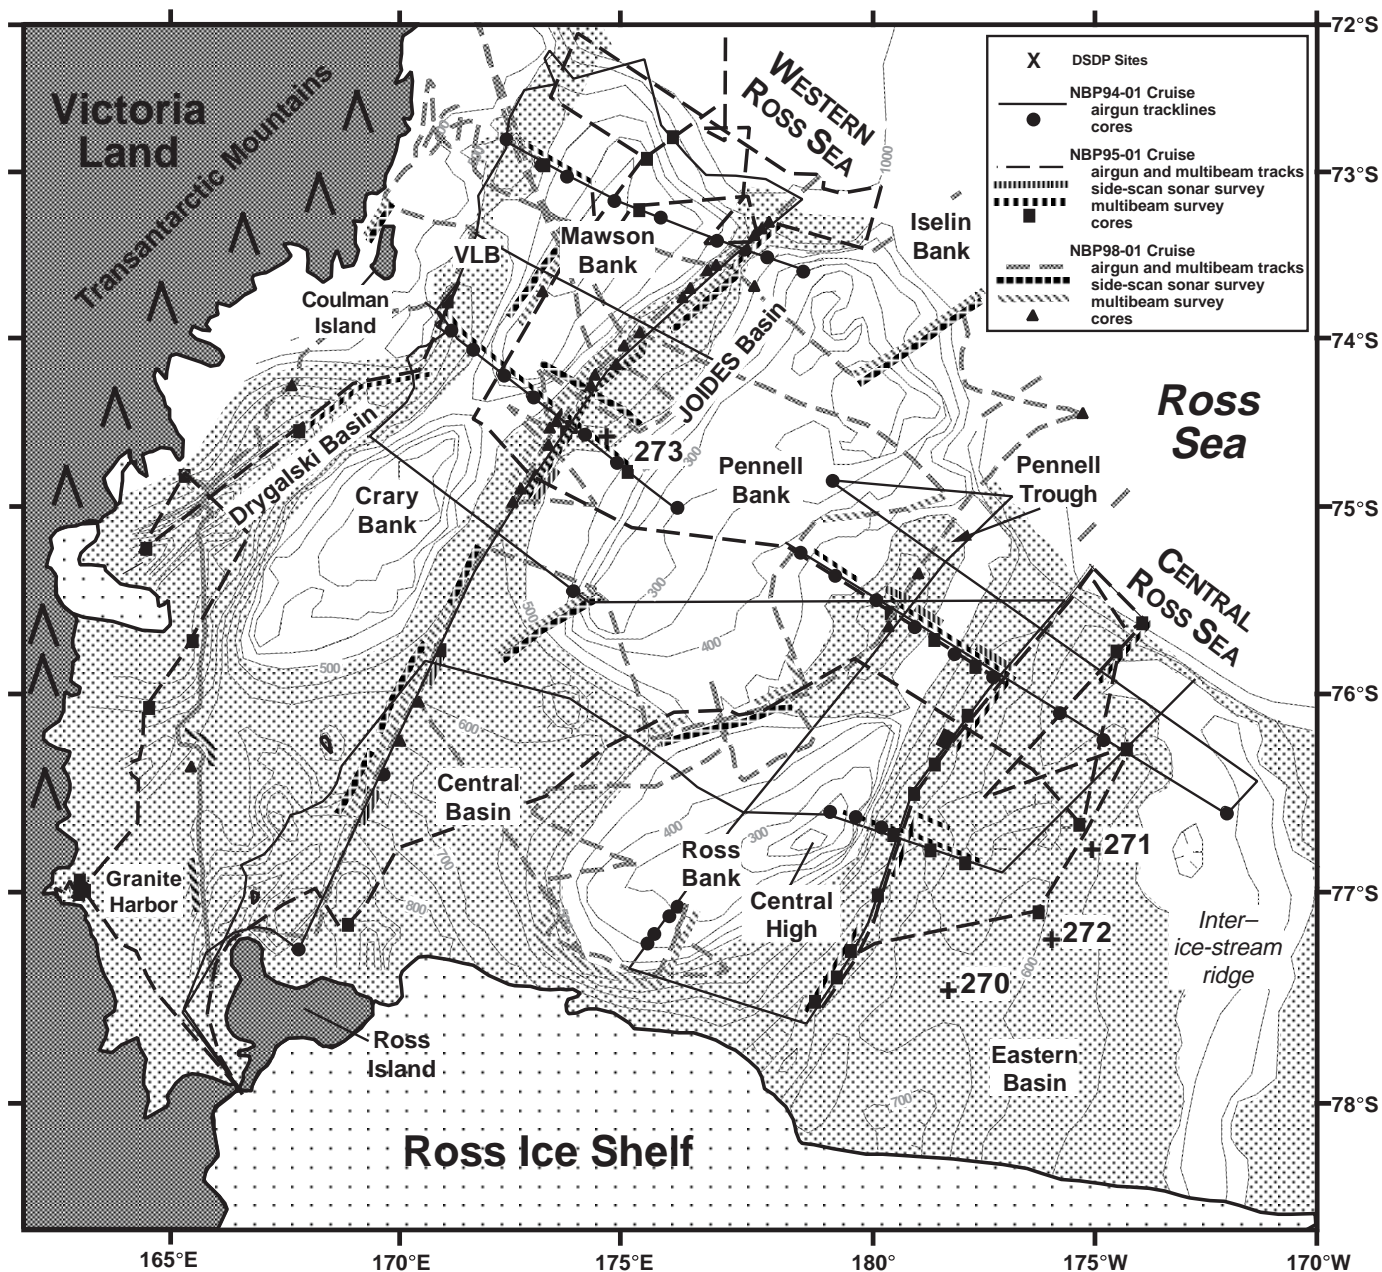 72°S
73°S
74°S
75°S
76°S
77°S
78°S
165°E
170°E
175°E
180°
175°W
170°W
Victoria
Land
Transantarctic Mountains
WESTERN
ROSS SEA
1000
X DSDP Sites
NBP94-01 Cruise
airgun tracklines
cores
NBP95-01 Cruise
airgun and multibeam tracks
side-scan sonar survey
multibeam survey
cores
NBP98-01 Cruise
airgun and multibeam tracks
side-scan sonar survey
multibeam survey
cores
Iselin
Bank
VLB
Mawson
Bank
Coulman
Island
JOIDES Basin
Ross
Sea
Drygalski Basin
273
300
Pennell
Bank
Pennell
Trough
Crary
Bank
CENTRAL
ROSS SEA
300
500
400
500
600
Central
Basin
400
300
Ross
Bank
271
700
Granite
Harbor
800
Central
High
272
600
Inter–
ice-stream
ridge
270
Ross
Island
Eastern
Basin
700
Ross Ice Shelf